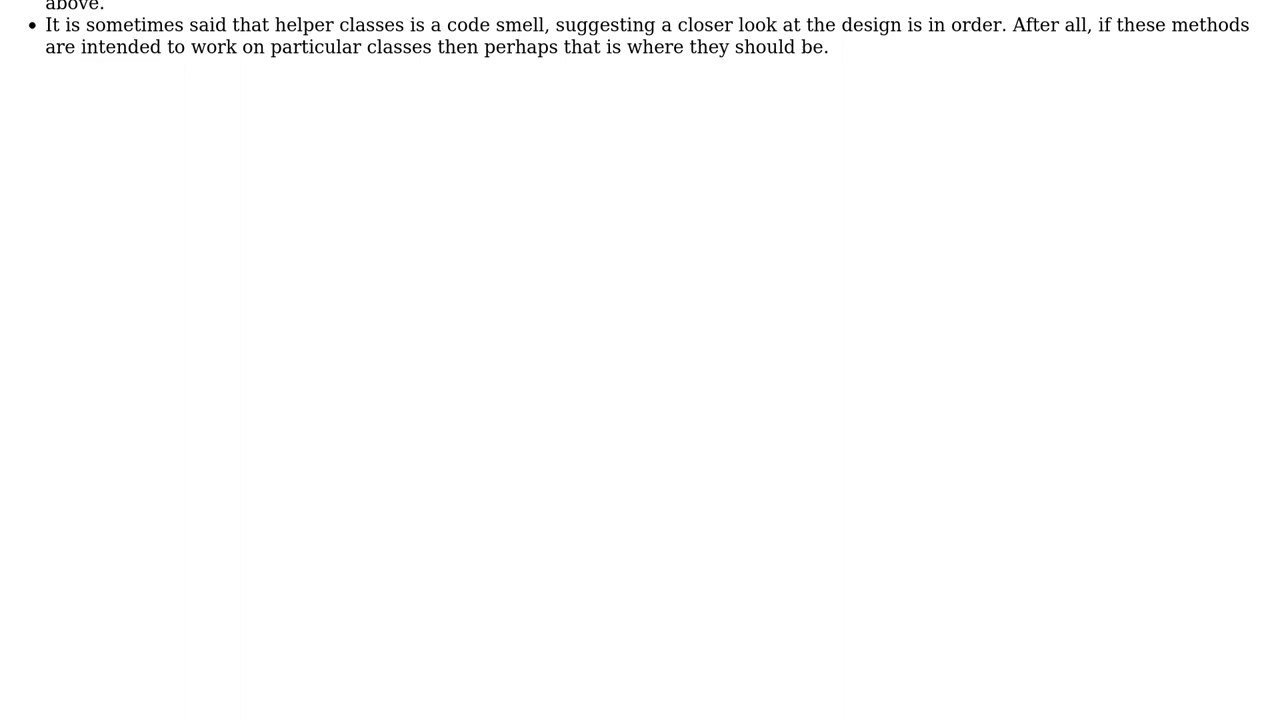 above.
• It is sometimes said that helper classes is a code smell, suggesting a closer look at the design is in order. After all, if these methods
are intended to work on particular classes then perhaps that is where they should be.